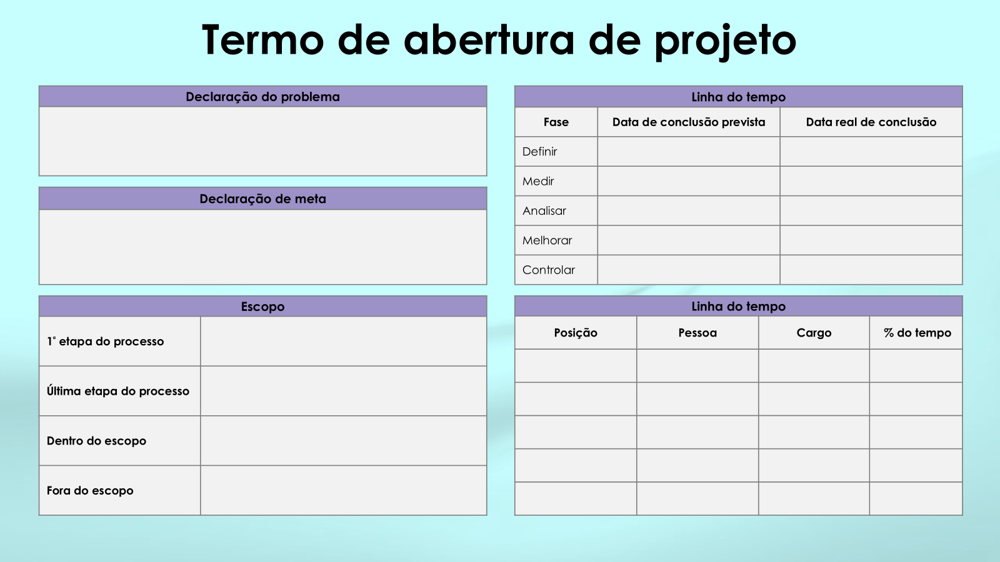 Termo de abertura de projeto
Declaração do problema
Declaração de meta
Escopo
1ª etapa do processo
Última etapa do processo
Dentro do escopo
Fora do escopo
Linha do tempo
Fase Data de conclusão prevista Data real de conclusão
Definir
Medir
Analisar
Melhorar
Controlar
Linha do tempo
Posição Pessoa Cargo % do tempo